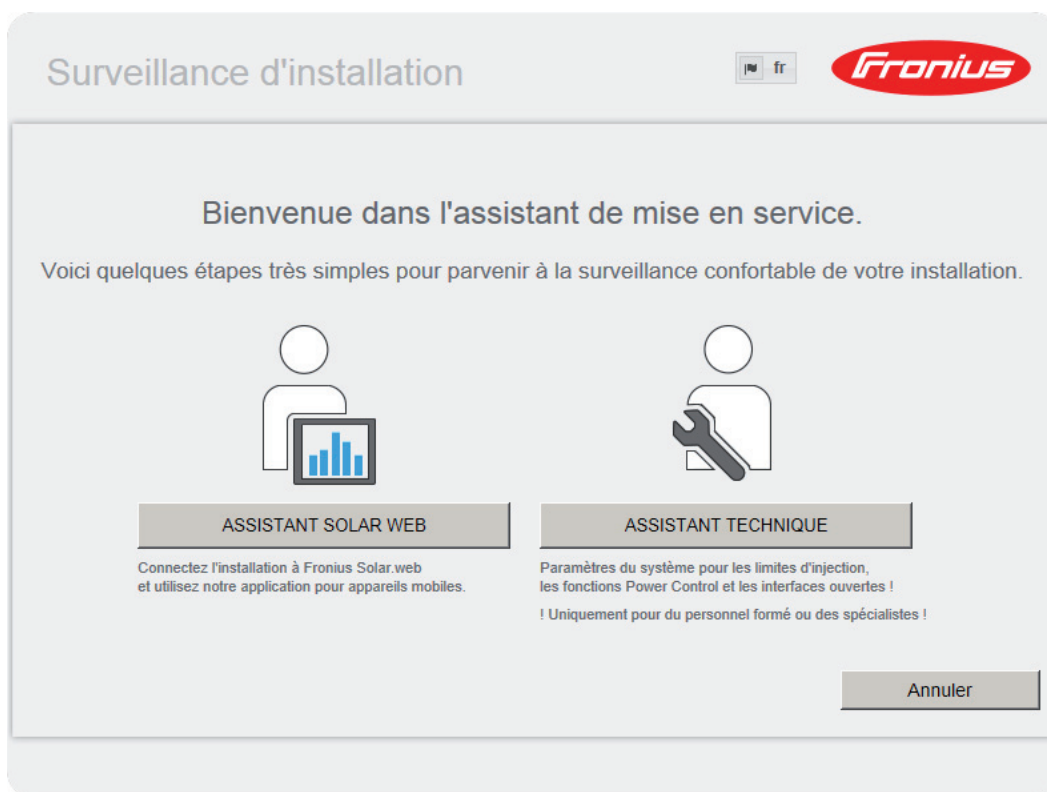 Surveillance d'installation
fr
Fronius
Bienvenue dans l'assistant de mise en service.
Voici quelques étapes très simples pour parvenir à la surveillance confortable de votre installation.
ASSISTANT SOLAR WEB
Connectez l'installation à Fronius Solar.web
et utilisez notre application pour appareils mobiles.
ASSISTANT TECHNIQUE
Paramètres du système pour les limites d'injection,
les fonctions Power Control et les interfaces ouvertes !
! Uniquement pour du personnel formé ou des spécialistes !
Annuler